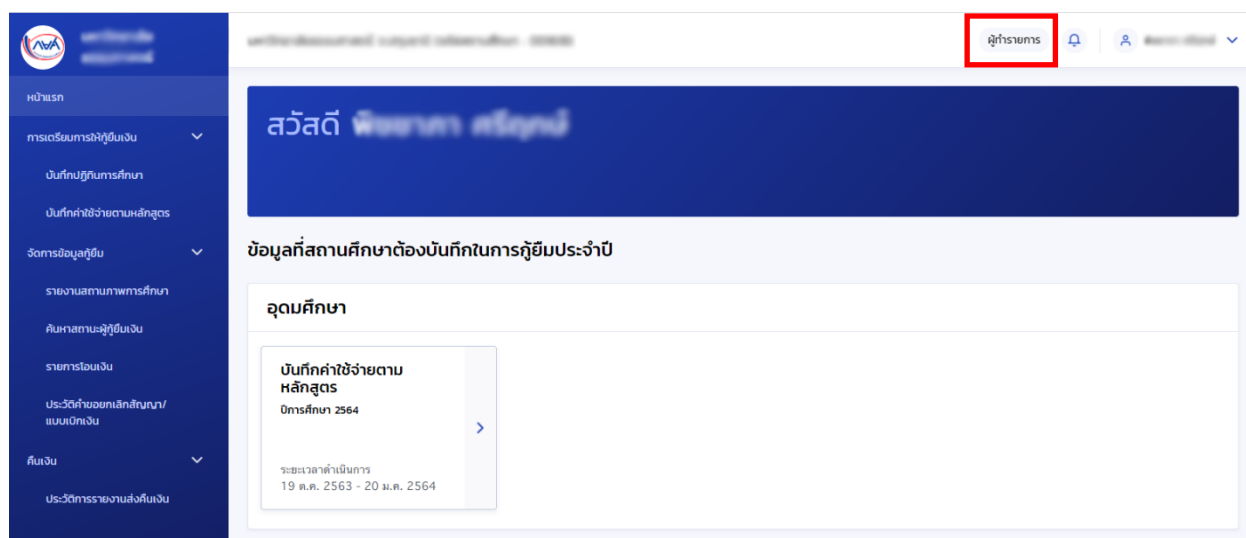 กยศ
ผู้ทำรายการ
หน้าแรก
การเตรียมการให้กู้ยืมเงิน
บันทึกปฏิทินการศึกษา
บันทึกค่าใช้จ่ายตามหลักสูตร
จัดการข้อมูลกู้ยืม
รายงานสถานภาพการศึกษา
ค้นหาสถานะผู้กู้ยืมเงิน
รายการโอนเงิน
ประวัติคำขอยกเลิกสัญญา/
แบบเบิกเงิน
คืนเงิน
ประวัติการรายงานส่งคืนเงิน
สวัสดี
ข้อมูลที่สถานศึกษาต้องบันทึกในการกู้ยืมประจำปี
อุดมศึกษา
บันทึกค่าใช้จ่ายตาม
หลักสูตร
ปีการศึกษา 2564
ระยะเวลาดำเนินการ
19 ต.ค. 2563 - 20 ม.ค. 2564